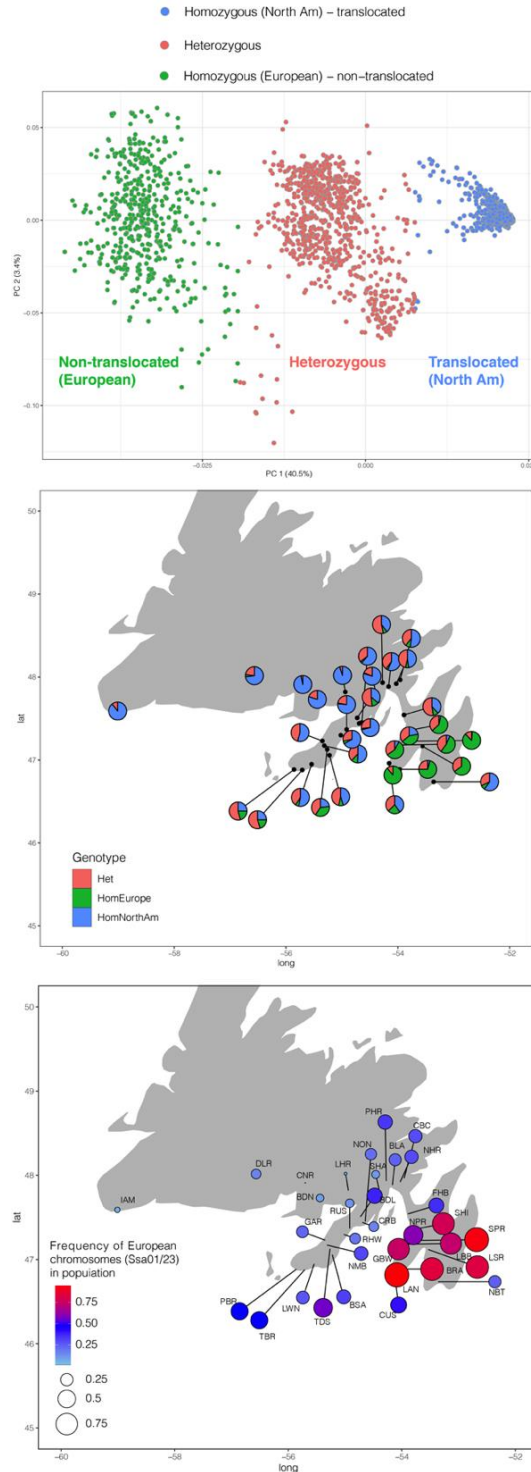 Homozygous (North Am) – translocated
Heterozygous
Homozygous (European) – non-translocated
0.05
0.00
-0.05
-0.10
PC 2 (3.4%)
Non-translocated
(European)
Heterozygous
Translocated
(North Am)
-0.025
0.000
PC 1 (40.5%)
50
49
48
47
46
45
lat
Genotype
Het
HomEurope
HomNorthAm
-60
-58
-56
-54
-52
long
50
49
48
47
46
45
lat
PHR
CBC
NON
BLA
NHR
DLR
LHR
SHA
CNR
IAM
BDN
BDL
FHB
RUS
CRB
NPR
SHI
GAR
RHW
SPR
NMB
GBW
LBR
LSR
LAN
BRA
NBT
PBR
LWN
BSA
TBR
TDS
CUS
Frequency of European
chromosomes (Ssa01/23)
in population
0.75
0.50
0.25
0.25
0.5
0.75
-60
-58
-56
-54
-52
long